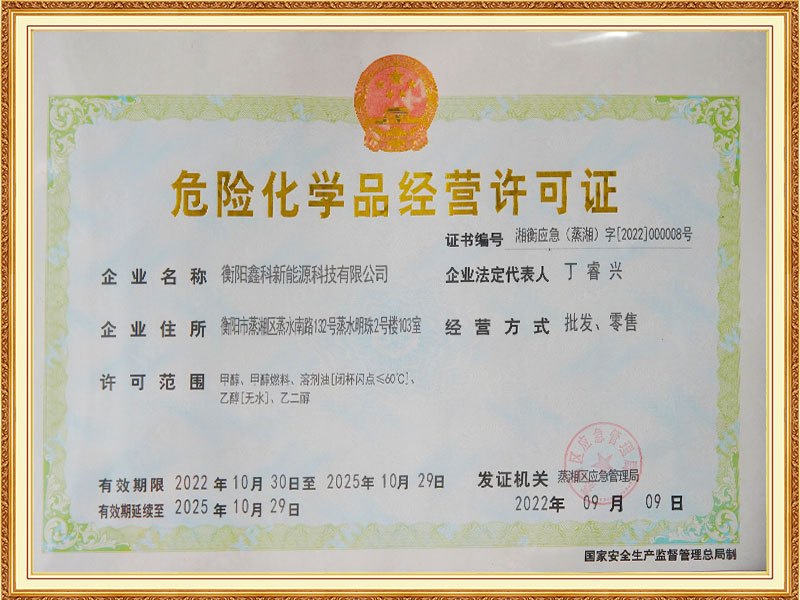 危险化学品经营许可证
证书编号 湘衡应急（蒸湘）字[2022]000008号
企业名称 衡阳鑫科新能源科技有限公司
企业法定代表人 丁睿兴
企业住所 衡阳市蒸湘区蒸水南路132号蒸水明珠2号楼103室
经营方式 批发、零售
许可范围 甲醇、甲醇燃料、溶剂油[闭杯闪点≤60℃]、
乙醇[无水]、乙二醇
有效期限 2022年10月30日至2025年10月29日
有效期延续至 2025年10月29日
发证机关 蒸湘区应急管理局
2022年 09月 09日
区应急管理局
国家安全生产监督管理总局制